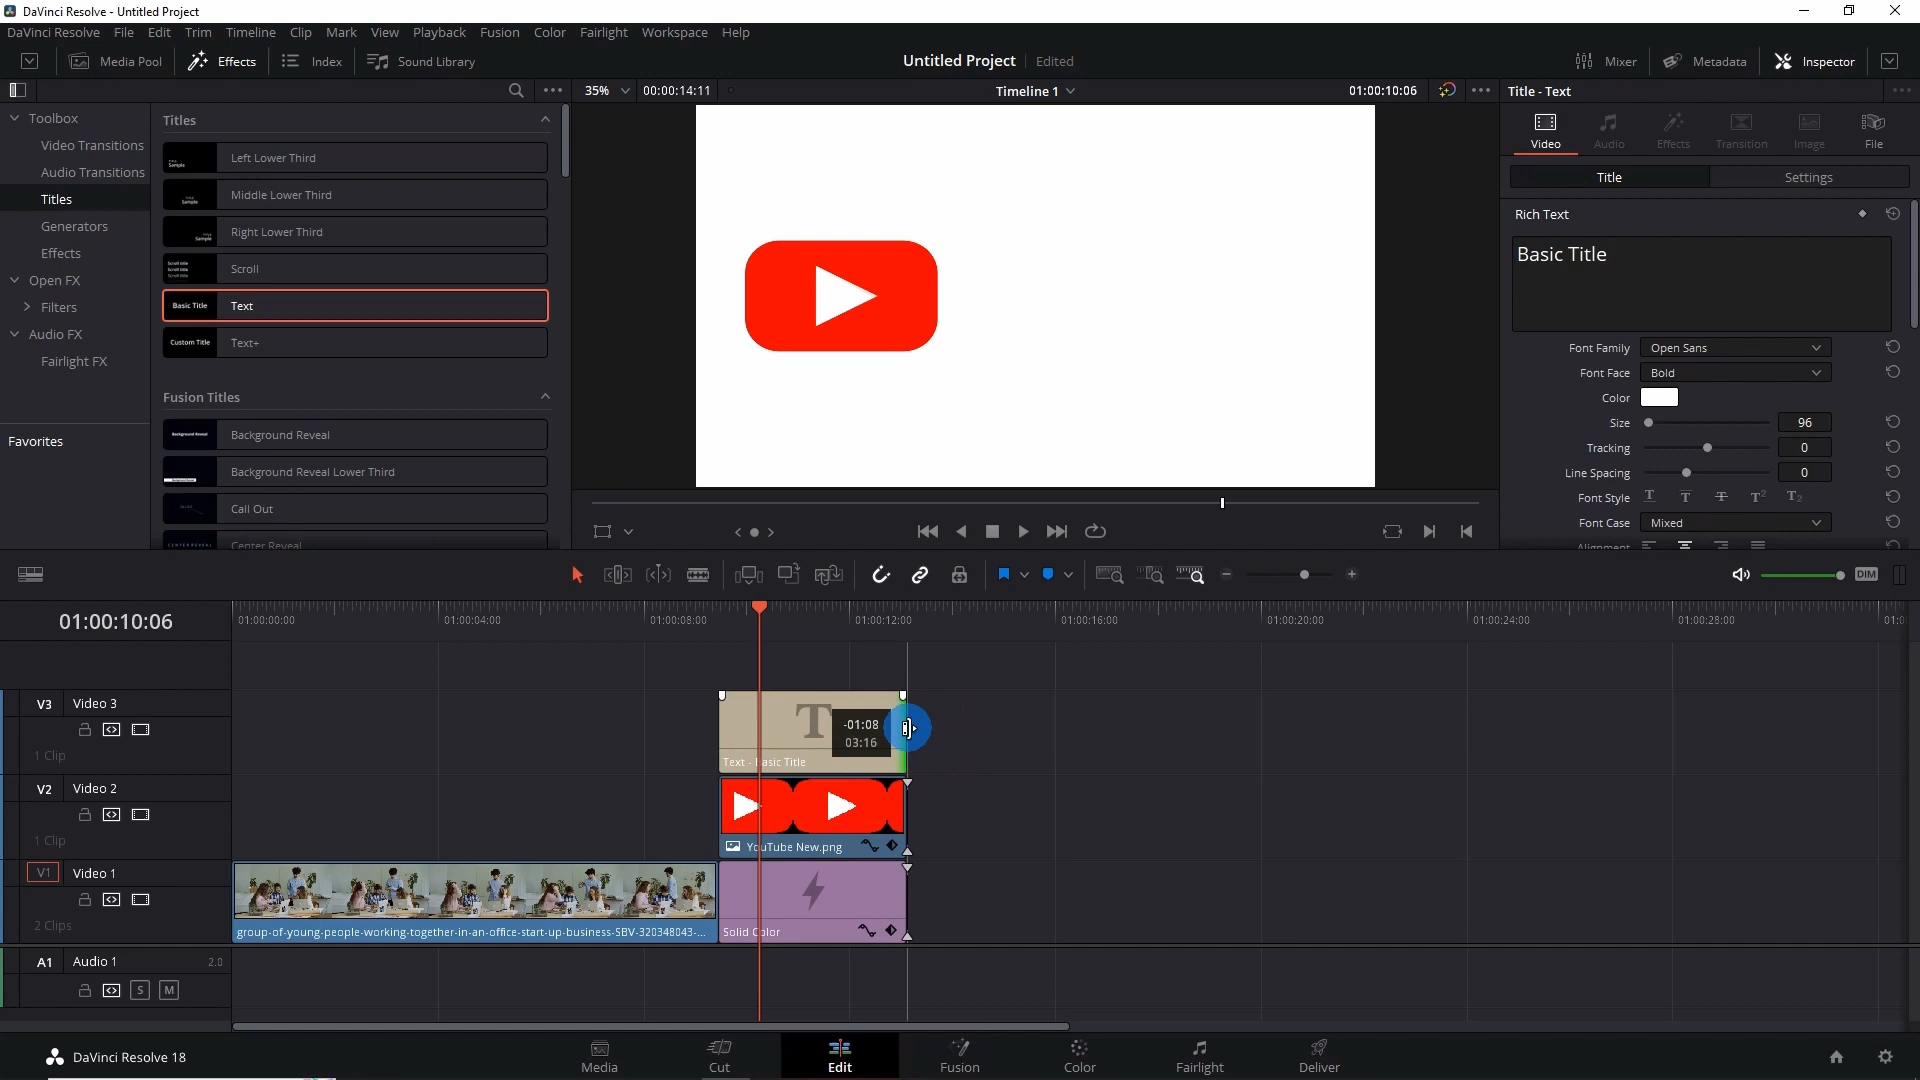 DaVinci Resolve - Untitled Project
DaVinci Resolve File Edit Trim Timeline Clip Mark View Playback Fusion Color Fairlight Workspace Help
Media Pool Effects Index Sound Library
Untitled Project Edited
Mixer Metadata Inspector
35% 00:00:14:11 Timeline 1 01:00:10:06
Title - Text
Toolbox
Video Transitions
Audio Transitions
Titles
Generators
Effects
Open FX
Filters
Audio FX
Fairlight FX
Favorites
Titles
Left Lower Third
Middle Lower Third
Right Lower Third
Scroll
Basic Title Text
Custom Title Text+
Fusion Titles
Background Reveal Background Reveal
Background Reveal Lower Third
Call Out
Center Reveal
Video Audio Effects Transition Image File
Title Settings
Rich Text
Basic Title
Font Family Open Sans
Font Face Bold
Color
Size 96
Tracking 0
Line Spacing 0
Font Style T T T T² T₂
Font Case Mixed
Alignment
DIM
01:00:10:06
01:00:00:00 01:00:04:00 01:00:08:00 01:00:12:00 01:00:16:00 01:00:20:00 01:00:24:00 01:00:28:00
V3 Video 3
1 Clip
T
-01:08
03:16
Text - Basic Title
V2 Video 2
1 Clip
YouTube New.png
V1 Video 1
2 Clips
group-of-young-people-working-together-in-an-office-start-up-business-SBV-320348043-...
Solid Color
A1 Audio 1 2.0
S M
DaVinci Resolve 18
Media Cut Edit Fusion Color Fairlight Deliver